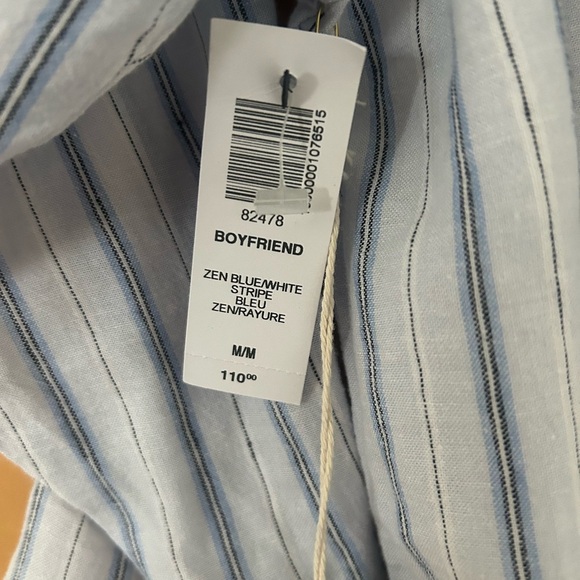 82478
BOYFRIEND
ZEN BLUE/WHITE
STRIPE
BLEU
ZEN/RAYURE
M/M
110⁰⁰